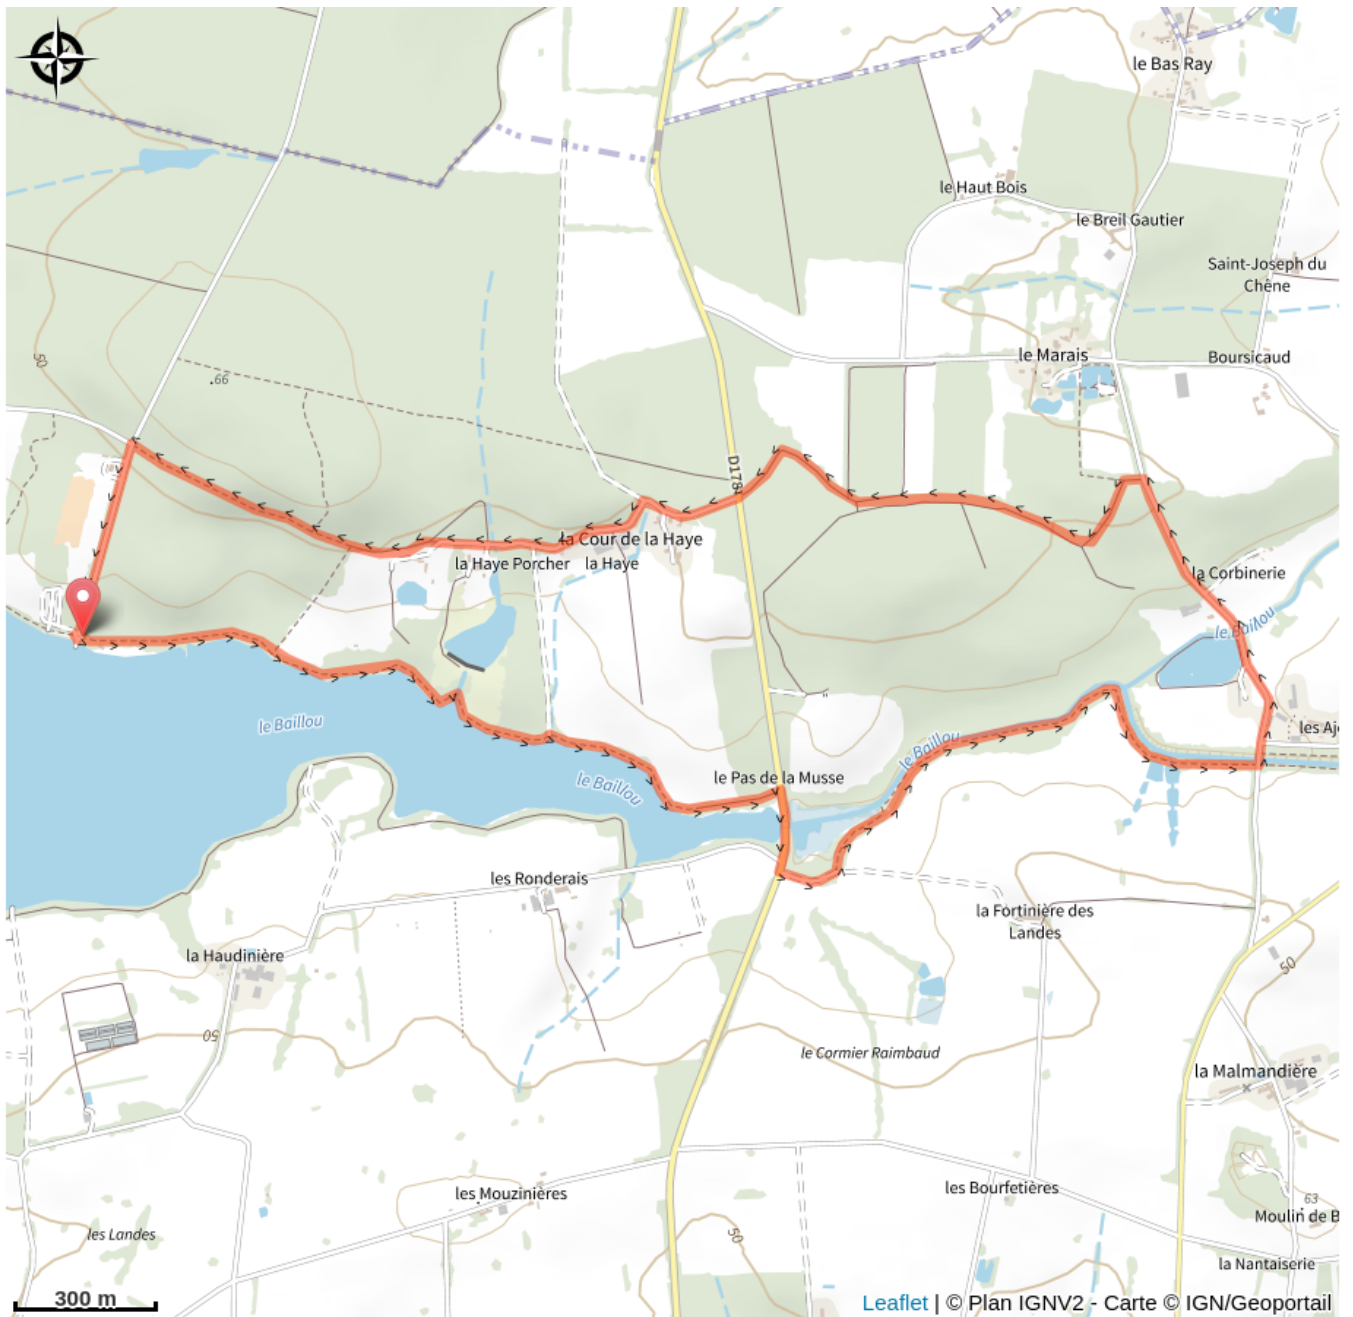 le Bas Ray
le Haut Bois
le Breil Gautier
Saint-Joseph du
Chêne
le Marais
Boursicaud
50
.66
D178
la Cour de la Haye
la Haye Porcher
la Haye
la Corbinerie
le Baillou
le Baillou
les Aj
le Baillou
le Pas de la Musse
le Baillou
les Ronderais
la Fortinière des
Landes
la Haudinière
50
50
le Cormier Raimbaud
la Malmandière
les Mouzinières
les Bourfetières
63
Moulin de B
les Landes
50
la Nantaiserie
300 m
Leaflet | © Plan IGNV2 - Carte © IGN/Geoportail